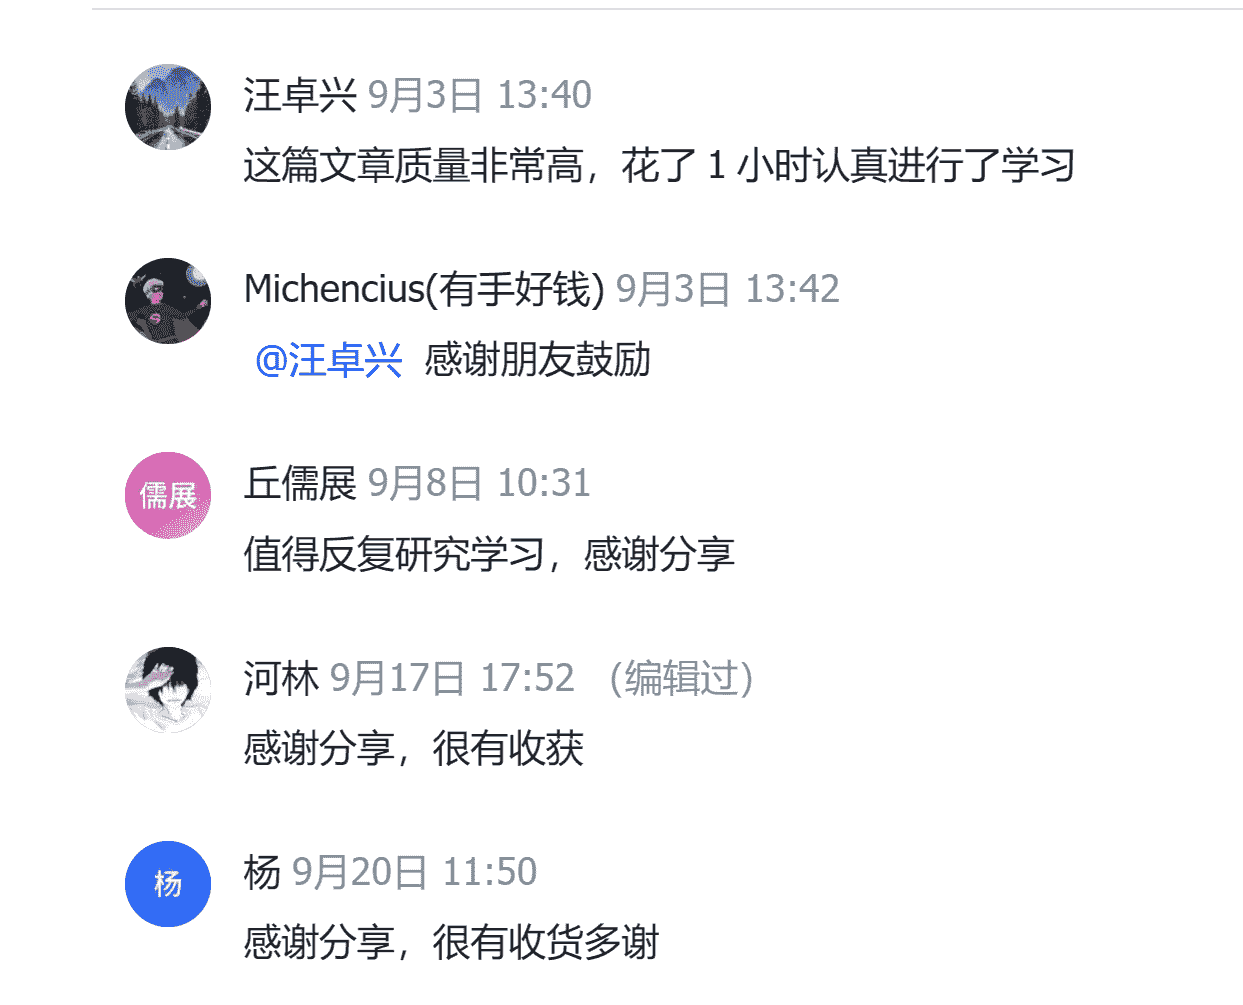 汪卓兴 9月3日 13:40
这篇文章质量非常高，花了 1 小时认真进行了学习
Michencius(有手好钱) 9月3日 13:42
@汪卓兴 感谢朋友鼓励
儒展
丘儒展 9月8日 10:31
值得反复研究学习，感谢分享
河林 9月17日 17:52 （编辑过）
感谢分享，很有收获
杨
杨 9月20日 11:50
感谢分享，很有收货多谢